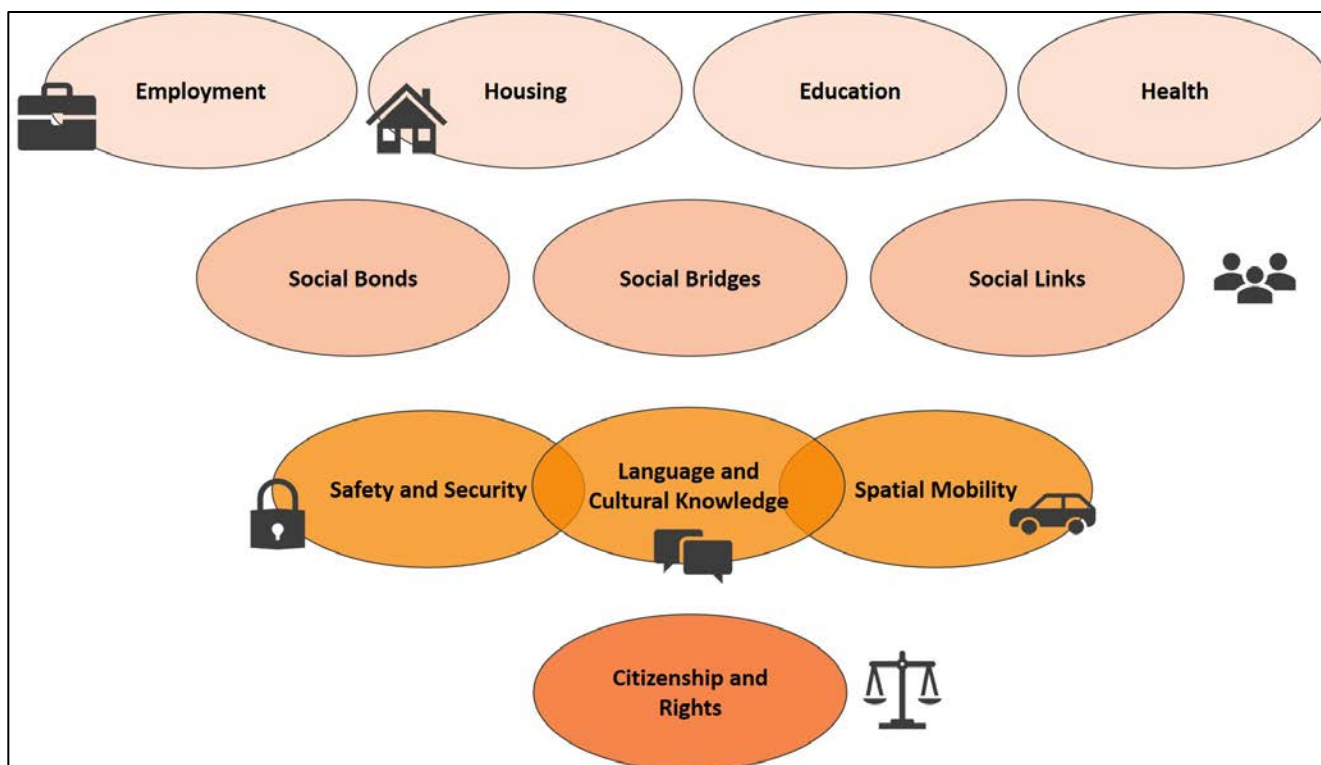 Employment
Housing
Education
Health
Social Bonds
Social Bridges
Social Links
Safety and Security
Language and
Cultural Knowledge
Spatial Mobility
Citizenship and
Rights